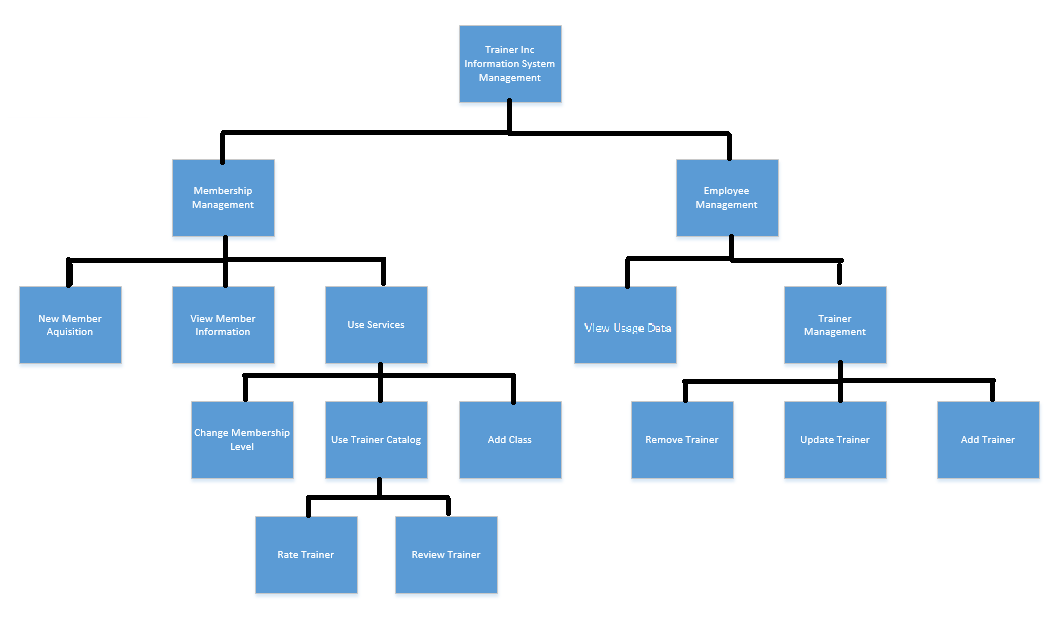 Trainer Inc
Information System
Management
Membership
Management
Employee
Management
New Member
Aquisition
View Member
Information
Use Services
View Usage Data
Trainer
Management
Change Membership
Level
Use Trainer Catalog
Add Class
Remove Trainer
Update Trainer
Add Trainer
Rate Trainer
Review Trainer